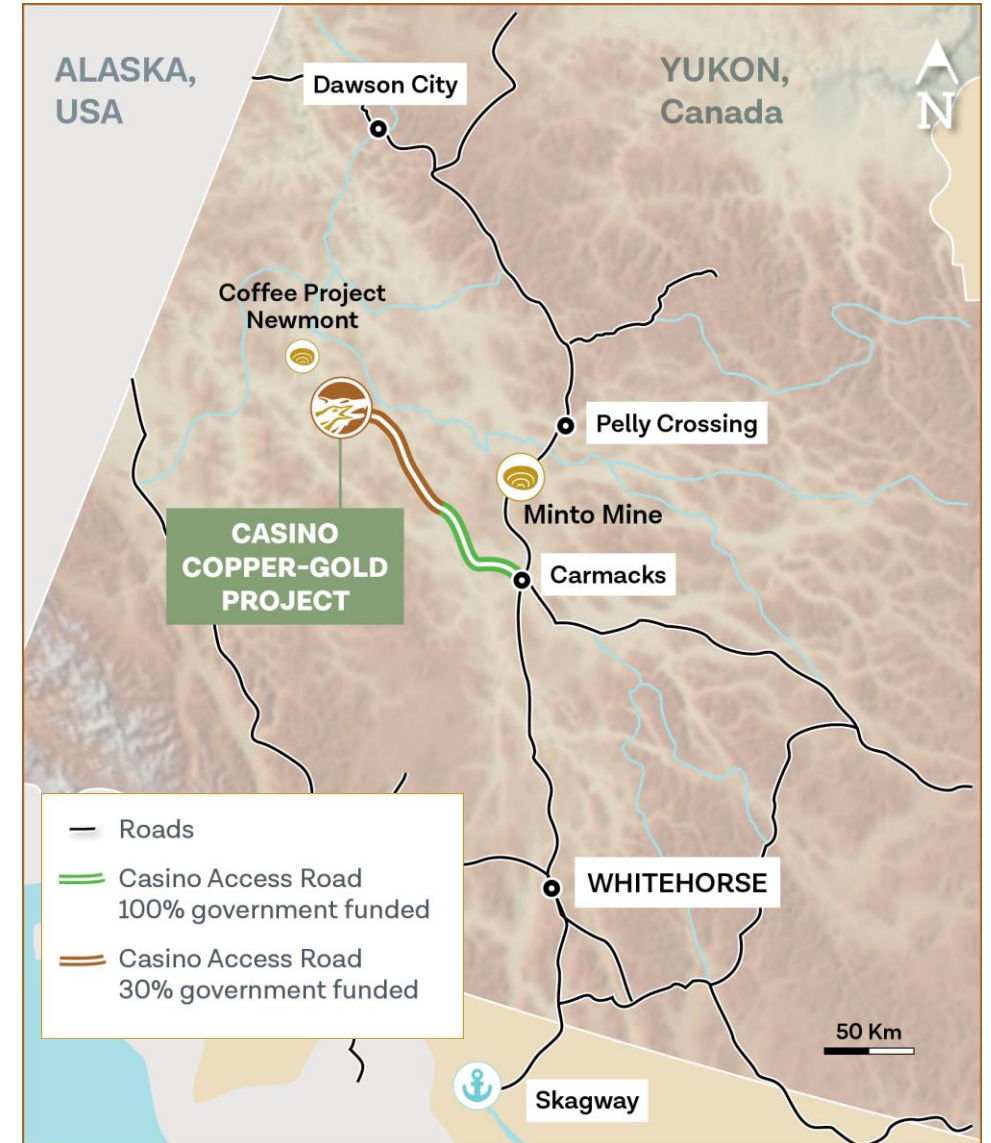 ALASKA,
USA
YUKON,
Canada
N
Dawson City
Coffee Project
Newmont
Pelly Crossing
Minto Mine
CASINO
COPPER-GOLD
PROJECT
Carmacks
Roads
Casino Access Road
100% government funded
Casino Access Road
30% government funded
WHITEHORSE
50 Km
Skagway